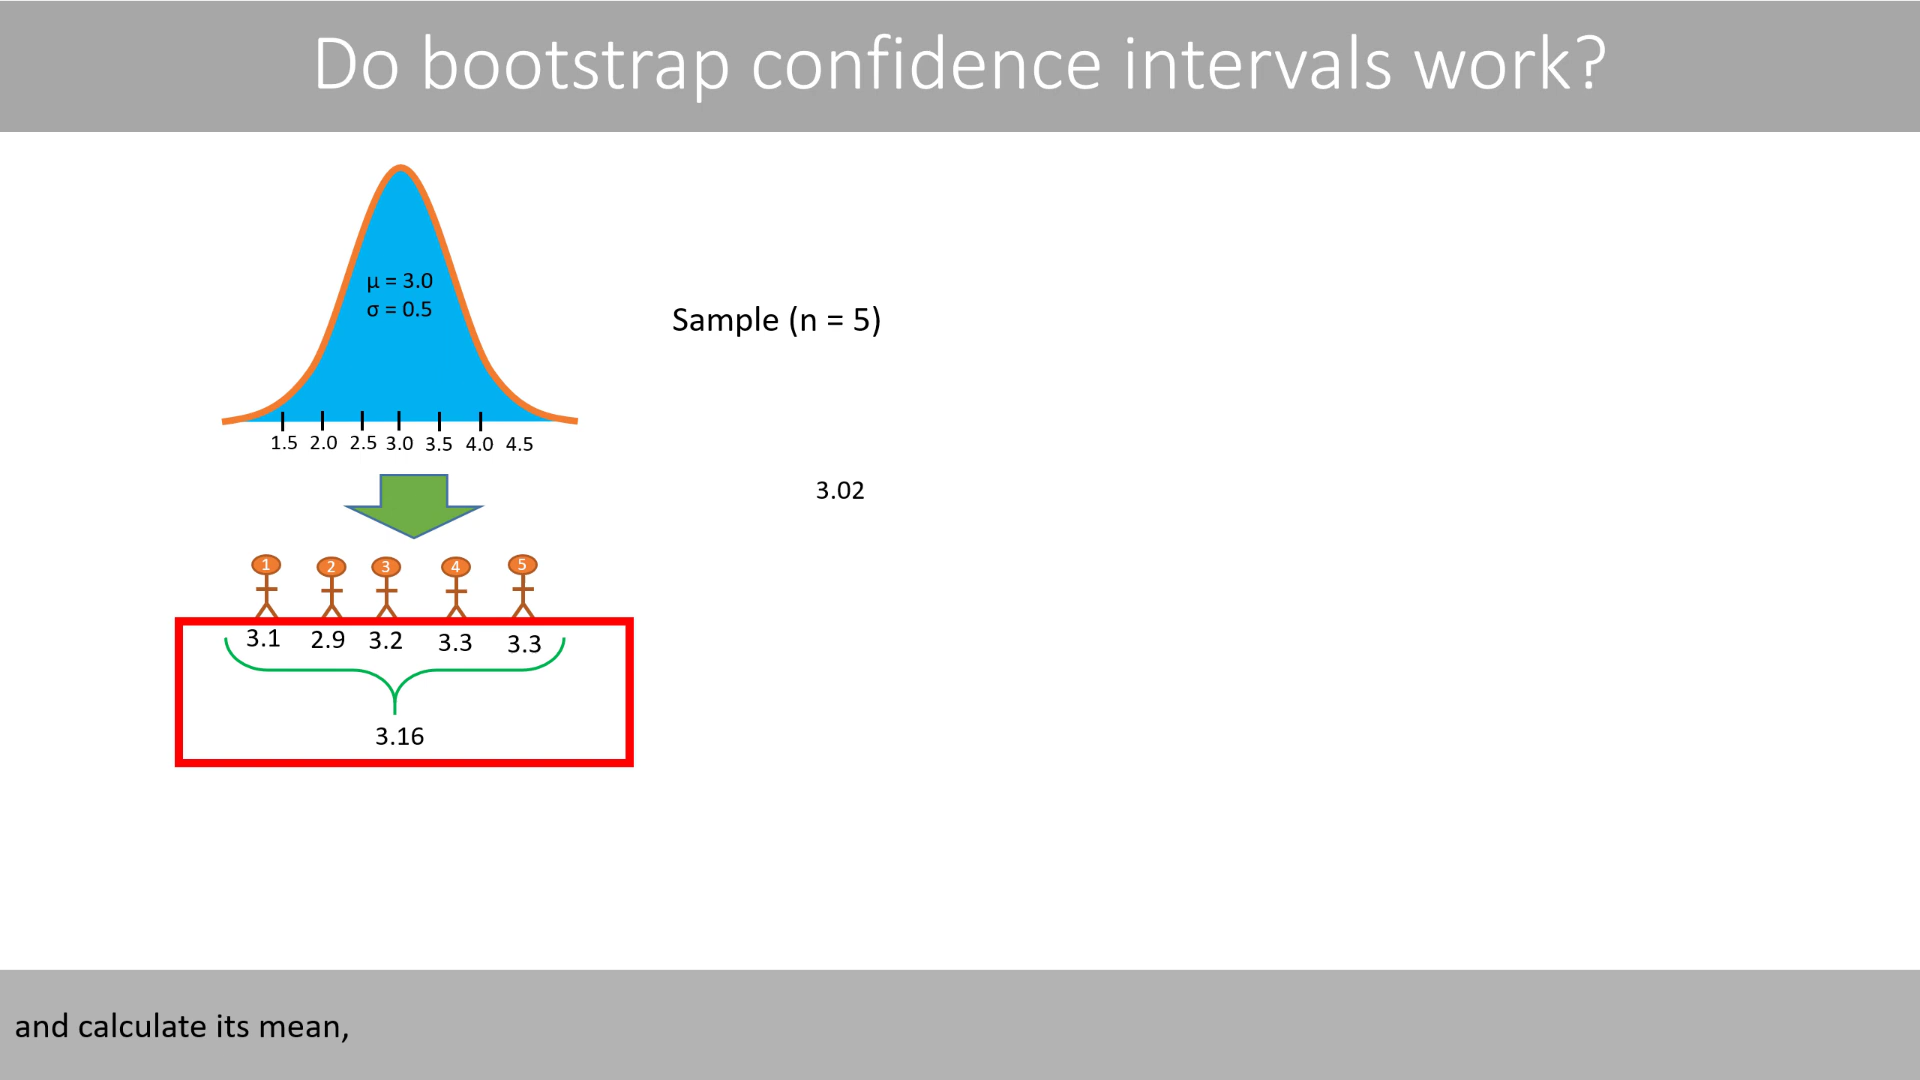 Do bootstrap confidence intervals work?
μ = 3.0
σ = 0.5
Sample (n = 5)
1.5 2.0 2.5 3.0 3.5 4.0 4.5
3.02
1 2 3 4 5
3.1 2.9 3.2 3.3 3.3
3.16
and calculate its mean,